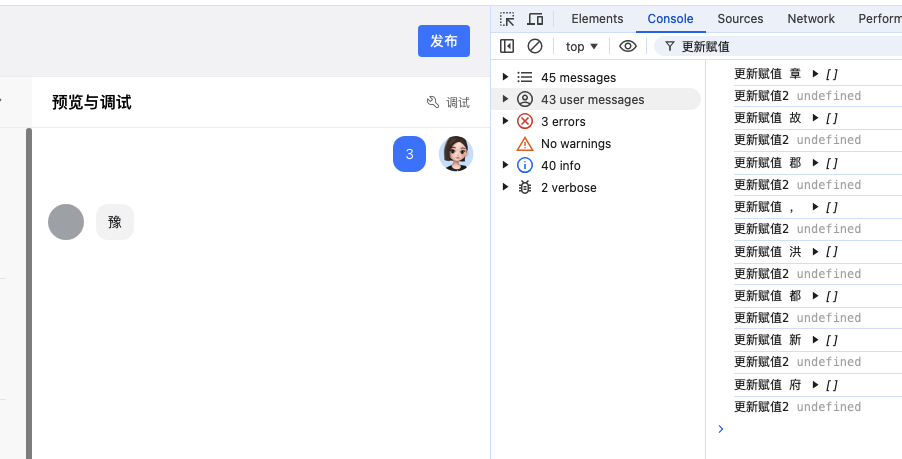 发布
预览与调试
调试
3
豫
Elements Console Sources Network Perform
top ▼
更新赋值
45 messages
43 user messages
3 errors
No warnings
40 info
2 verbose
更新赋值 章 ▶ []
更新赋值2 undefined
更新赋值 故 ▶ []
更新赋值2 undefined
更新赋值 郡 ▶ []
更新赋值2 undefined
更新赋值 ， ▶ []
更新赋值2 undefined
更新赋值 洪 ▶ []
更新赋值2 undefined
更新赋值 都 ▶ []
更新赋值2 undefined
更新赋值 新 ▶ []
更新赋值2 undefined
更新赋值 府 ▶ []
更新赋值2 undefined